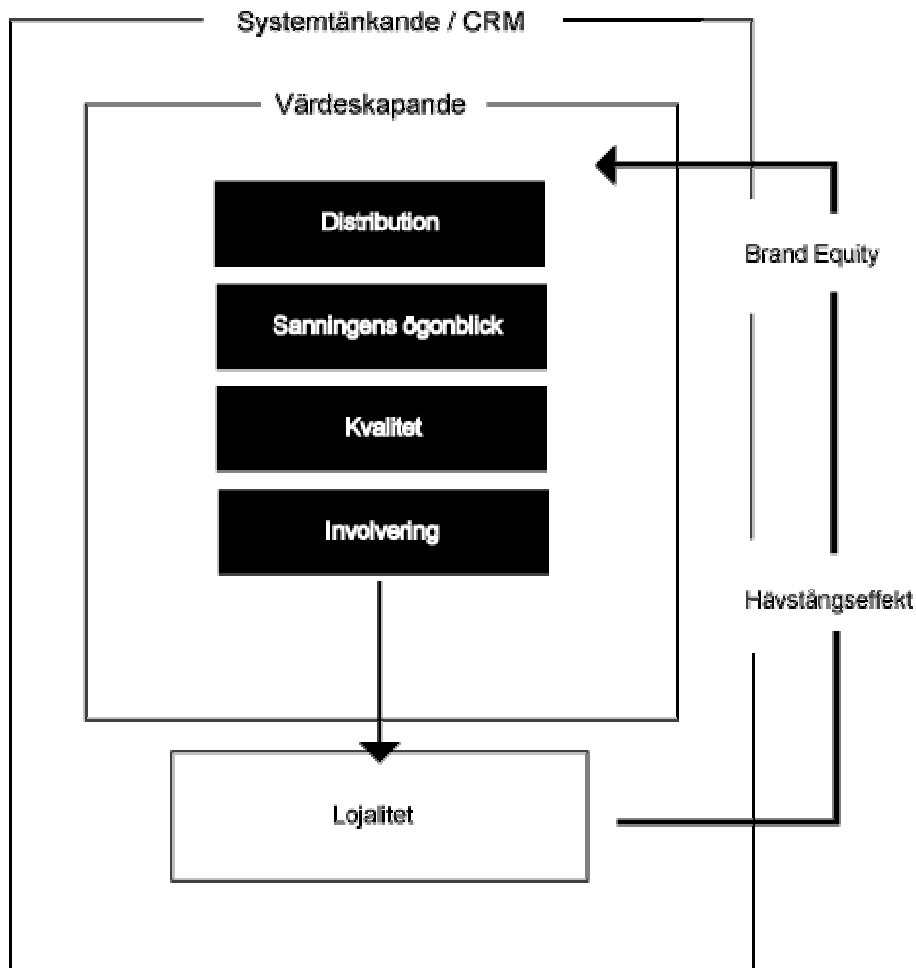 Systemtänkande / CRM
Värdeskapande
Distribution
Brand Equity
Sanningens ögonblick
Kvalitet
Involvering
Hävstångseffekt
Lojalitet